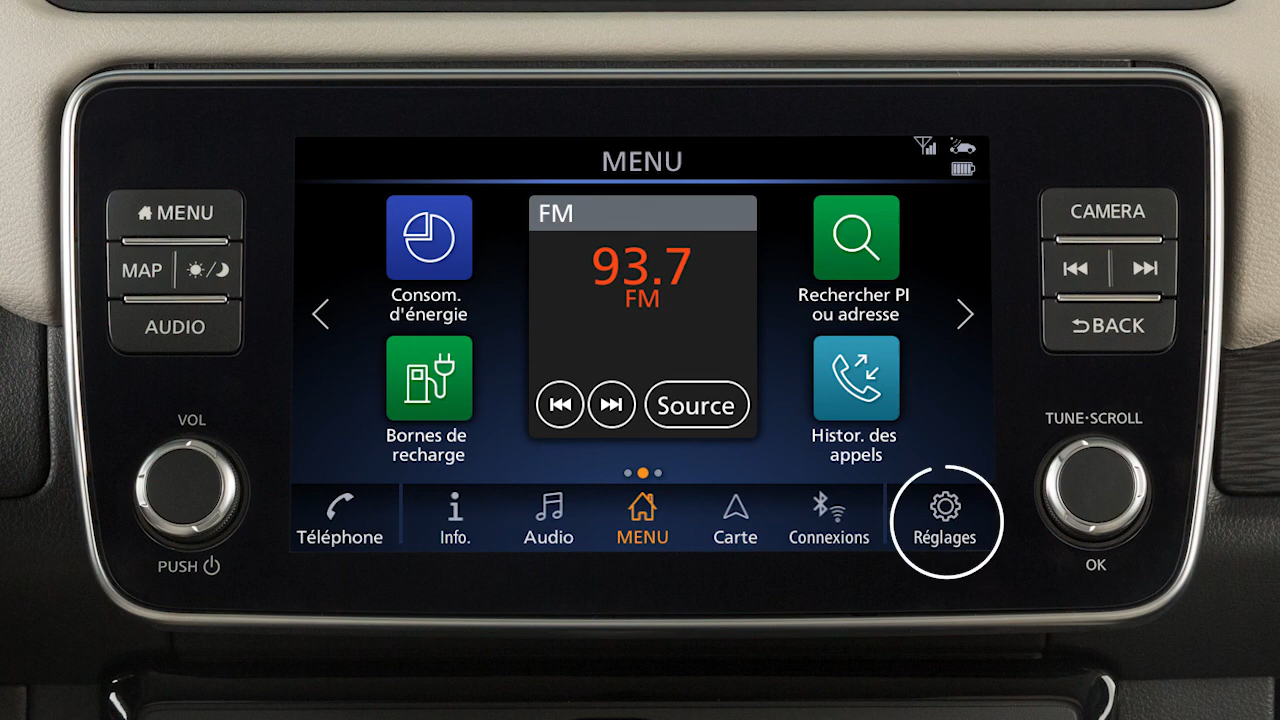 MENU
MENU
MAP
AUDIO
VOL
PUSH
Consom.
d'énergie
Bornes de
recharge
FM
93.7
FM
Source
Rechercher PI
ou adresse
Histor. des
appels
Téléphone
Info.
Audio
MENU
Carte
Connexions
Réglages
CAMERA
BACK
TUNE·SCROLL
OK